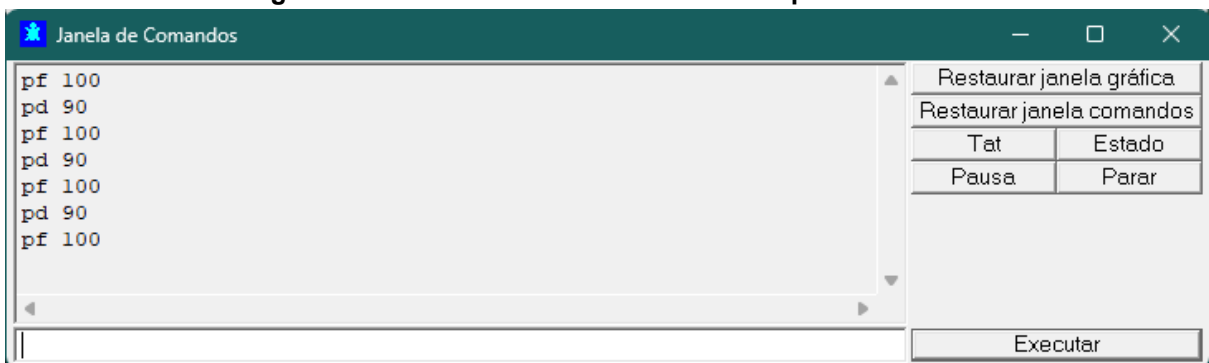 Janela de Comandos
pf 100
pd 90
pf 100
pd 90
pf 100
pd 90
pf 100
Restaurar janela gráfica
Restaurar janela comandos
Tat Estado
Pausa Parar
Executar